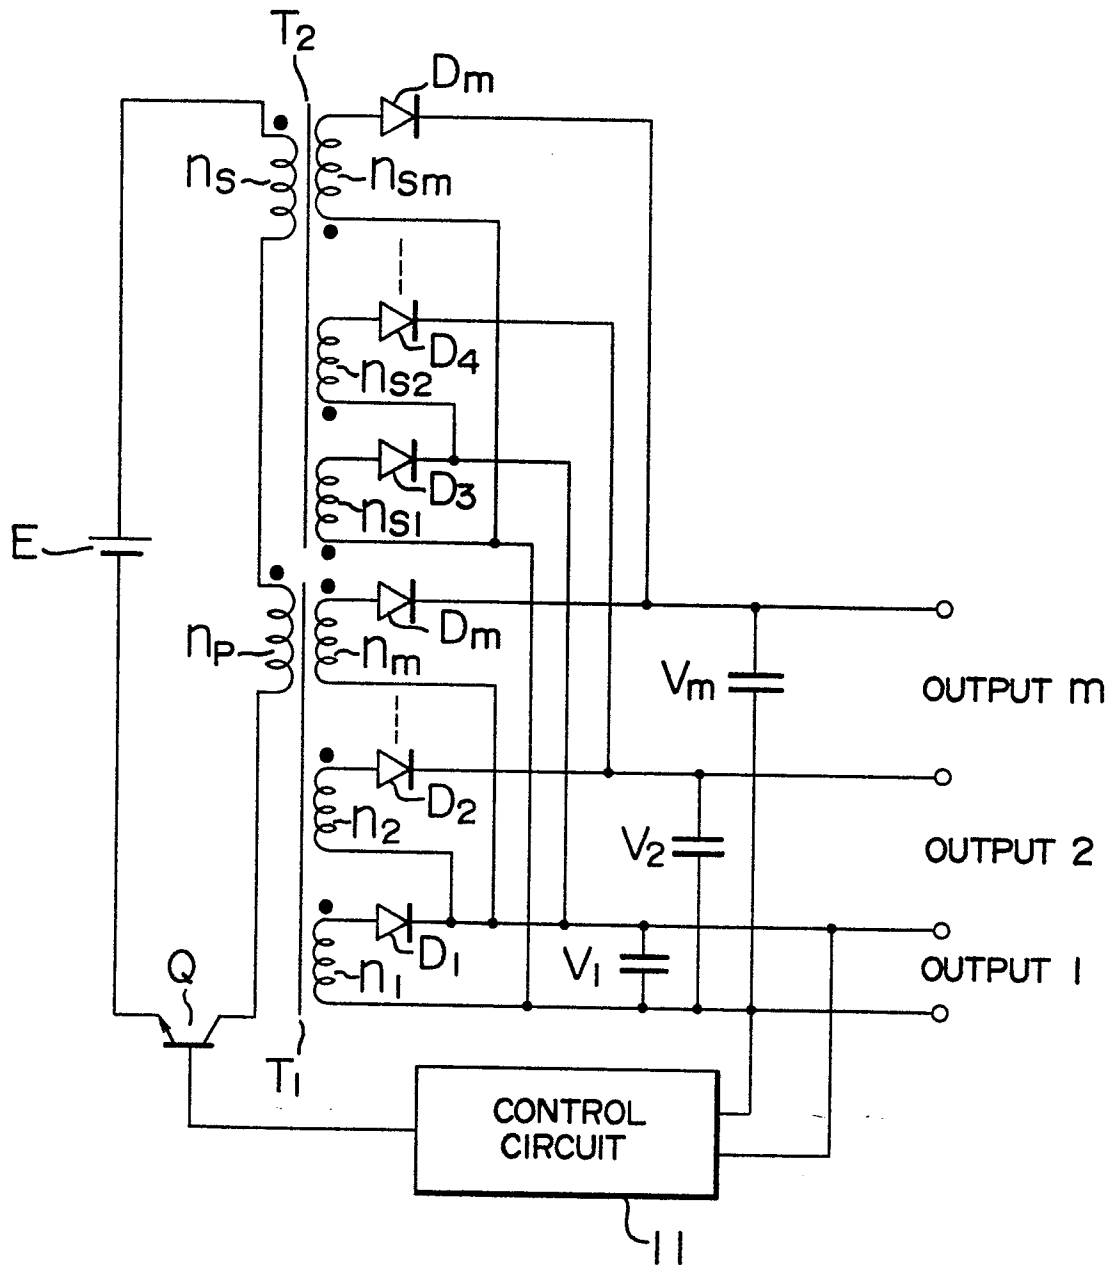 T2
Dm
nS
nSm
D4
nS2
D3
nS1
E
nP
Dm
nm
Vm
OUTPUT m
D2
n2
V2
OUTPUT 2
D1
n1
V1
OUTPUT 1
Q
T1
CONTROL
CIRCUIT
11